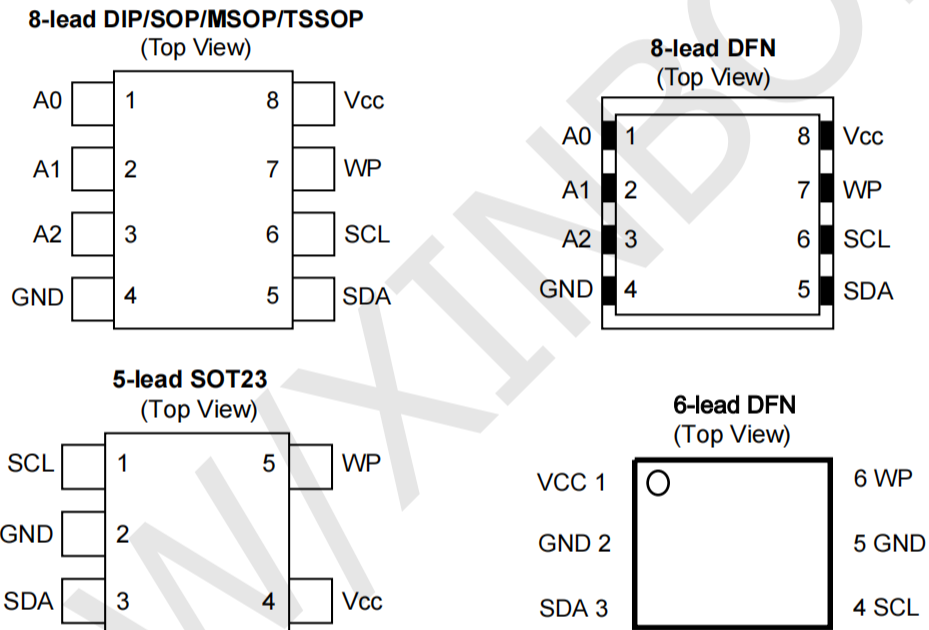 8-lead DIP/SOP/MSOP/TSSOP
(Top View)
A0 1 8 Vcc
A1 2 7 WP
A2 3 6 SCL
GND 4 5 SDA
8-lead DFN
(Top View)
A0 1 8 Vcc
A1 2 7 WP
A2 3 6 SCL
GND 4 5 SDA
5-lead SOT23
(Top View)
SCL 1 5 WP
GND 2
SDA 3 4 Vcc
6-lead DFN
(Top View)
VCC 1 6 WP
GND 2 5 GND
SDA 3 4 SCL